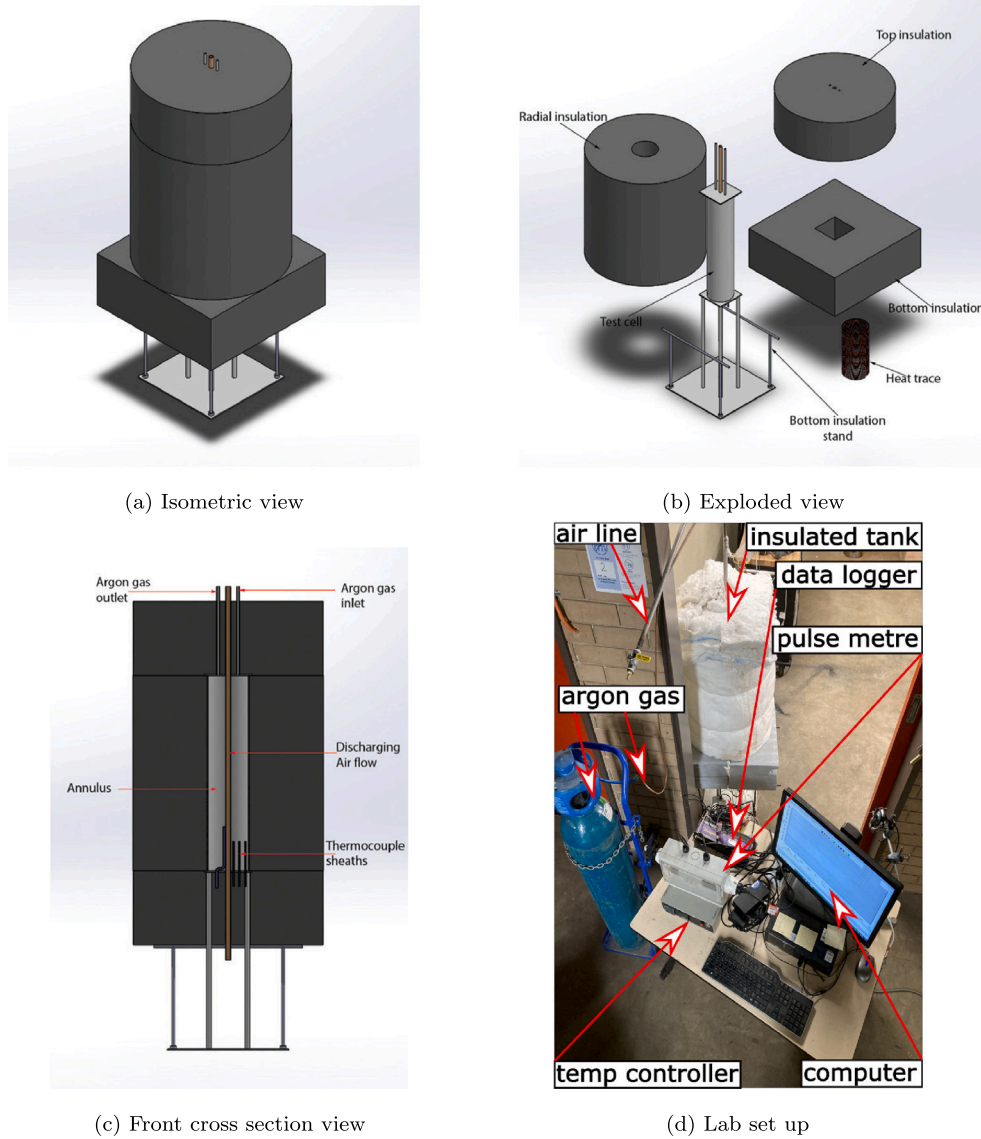 Top insulation
Radial insulation
Test cell
Bottom insulation
Heat trace
Bottom insulation
stand
(a) Isometric view
(b) Exploded view
Argon gas
outlet
Argon gas
inlet
Discharging
Air flow
Annulus
Thermocouple
sheaths
air line
insulated tank
data logger
pulse metre
argon gas
2
temp controller
computer
(c) Front cross section view
(d) Lab set up